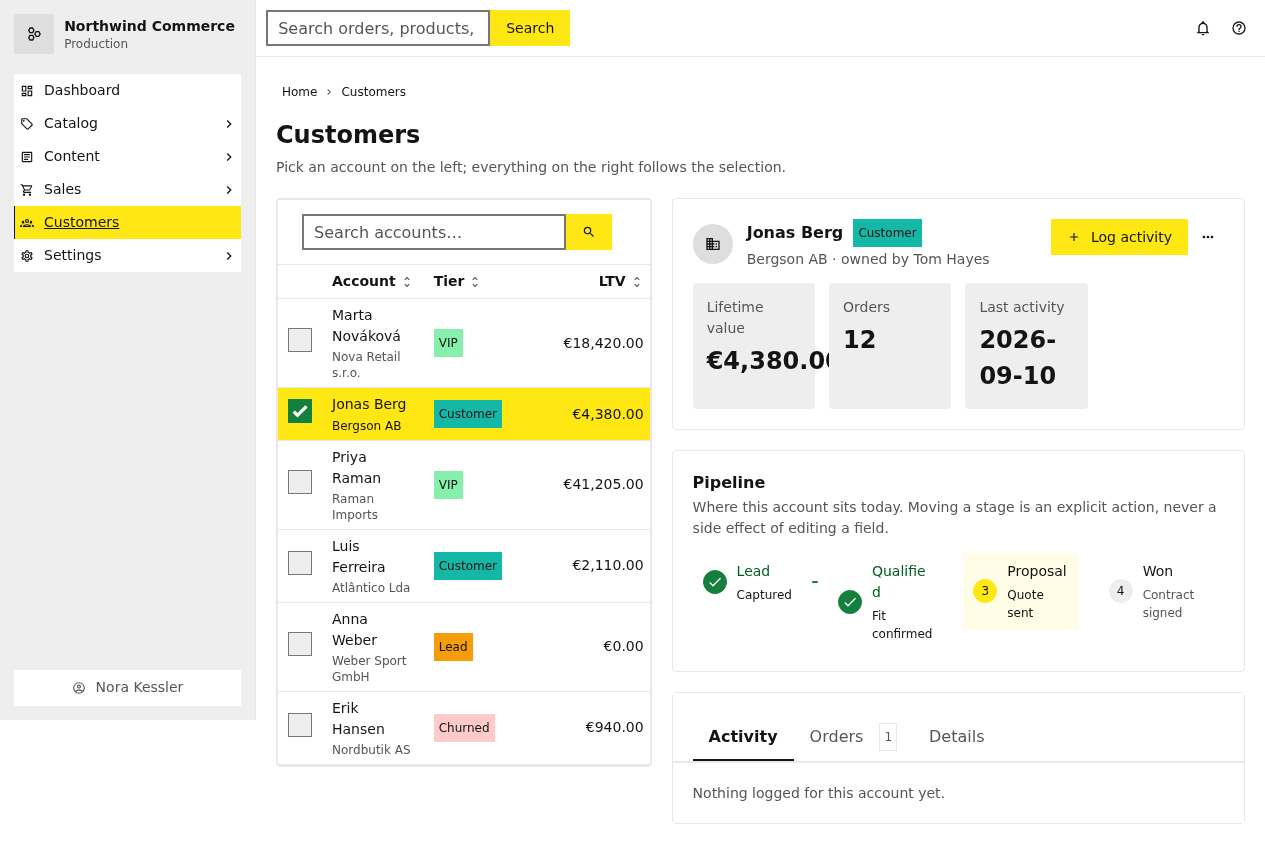 Northwind Commerce
Production
Dashboard
Catalog
Content
Sales
Customers
Settings
Nora Kessler
Search orders, products,
Search
Home
Customers
Customers
Pick an account on the left; everything on the right follows the selection.
Search accounts...
Account
Tier
LTV
Marta
Nováková
Nova Retail
s.r.o.
VIP
€18,420.00
Jonas Berg
Bergson AB
Customer
€4,380.00
Priya
Raman
Raman
Imports
VIP
€41,205.00
Luis
Ferreira
Atlântico Lda
Customer
€2,110.00
Anna
Weber
Weber Sport
GmbH
Lead
€0.00
Erik
Hansen
Nordbutik AS
Churned
€940.00
Jonas Berg
Customer
Bergson AB · owned by Tom Hayes
Log activity
Lifetime
value
€4,380.00
Orders
12
Last activity
2026-
09-10
Pipeline
Where this account sits today. Moving a stage is an explicit action, never a
side effect of editing a field.
Lead
Captured
Qualifie
d
Fit
confirmed
3
Proposal
Quote
sent
4
Won
Contract
signed
Activity
Orders
1
Details
Nothing logged for this account yet.